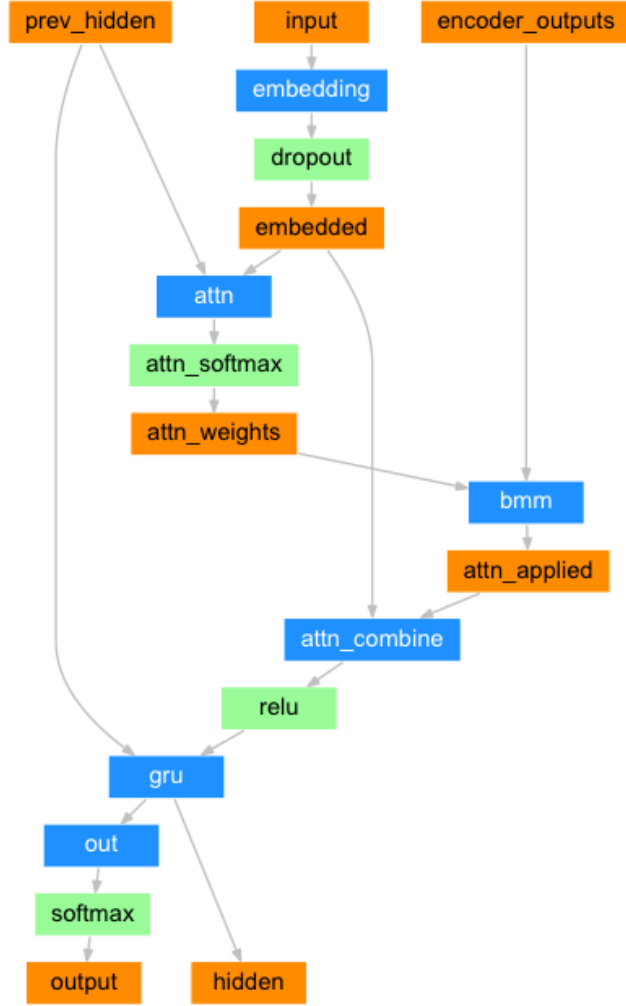 prev_hidden
input
encoder_outputs
embedding
dropout
embedded
attn
attn_softmax
attn_weights
bmm
attn_applied
attn_combine
relu
gru
out
softmax
output
hidden